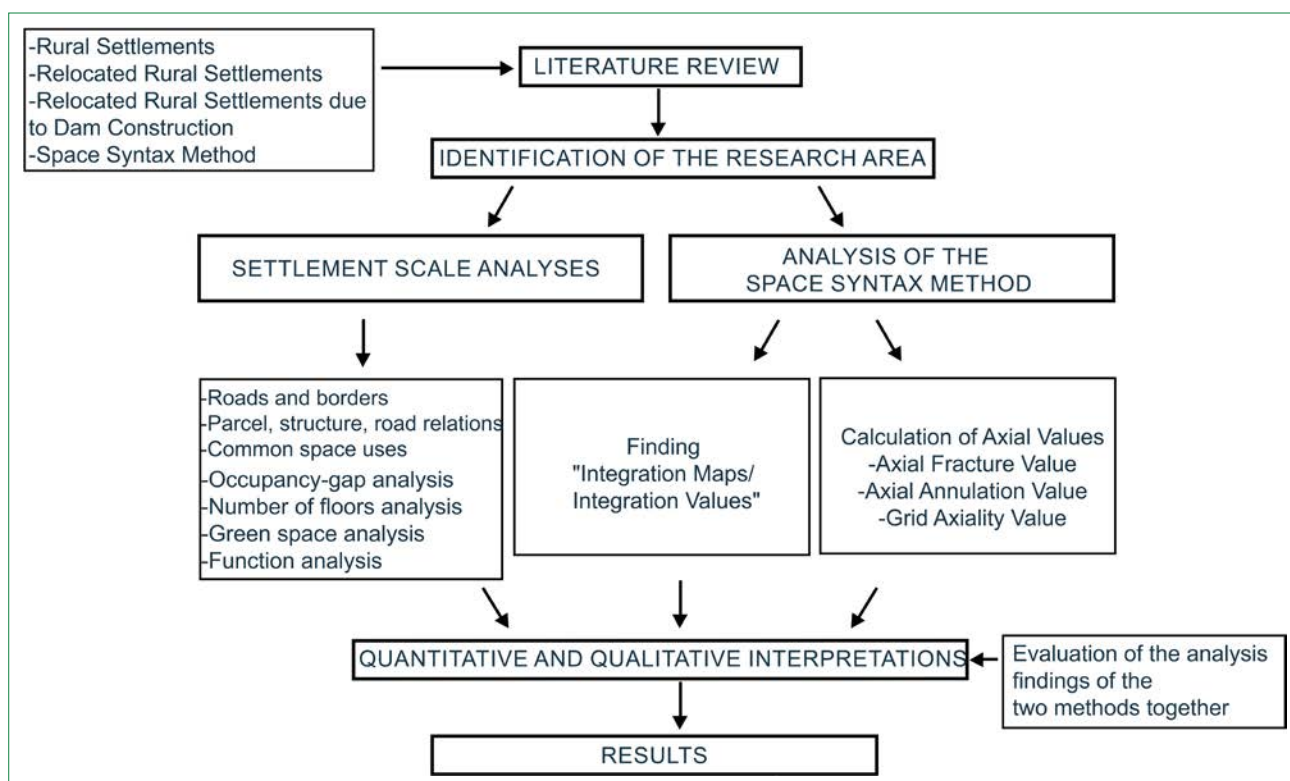 -Rural Settlements
-Relocated Rural Settlements
-Relocated Rural Settlements due
to Dam Construction
-Space Syntax Method
LITERATURE REVIEW
IDENTIFICATION OF THE RESEARCH AREA
SETTLEMENT SCALE ANALYSES
ANALYSIS OF THE
SPACE SYNTAX METHOD
-Roads and borders
-Parcel, structure, road relations
-Common space uses
-Occupancy-gap analysis
-Number of floors analysis
-Green space analysis
-Function analysis
Finding
"Integration Maps/
Integration Values"
Calculation of Axial Values
-Axial Fracture Value
-Axial Annulation Value
-Grid Axiality Value
QUANTITATIVE AND QUALITATIVE INTERPRETATIONS
Evaluation of the analysis
findings of the
two methods together
RESULTS